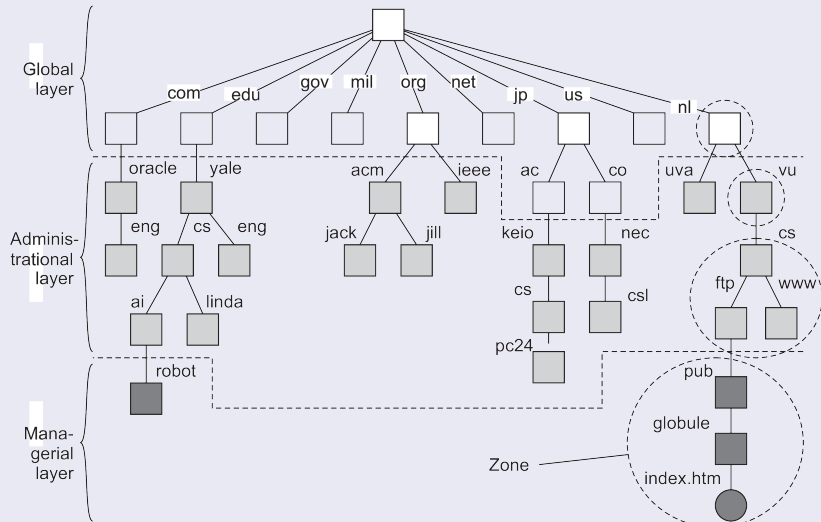 Global
layer
com
edu
gov
mil
org
net
jp
us
nl
oracle
yale
acm
ieee
ac
co
uva
vu
Adminis-
trational
layer
eng
cs
eng
jack
jill
keio
nec
cs
ai
linda
cs
csl
ftp
www
pc24
robot
pub
Mana-
gerial
layer
globule
Zone
index.htm